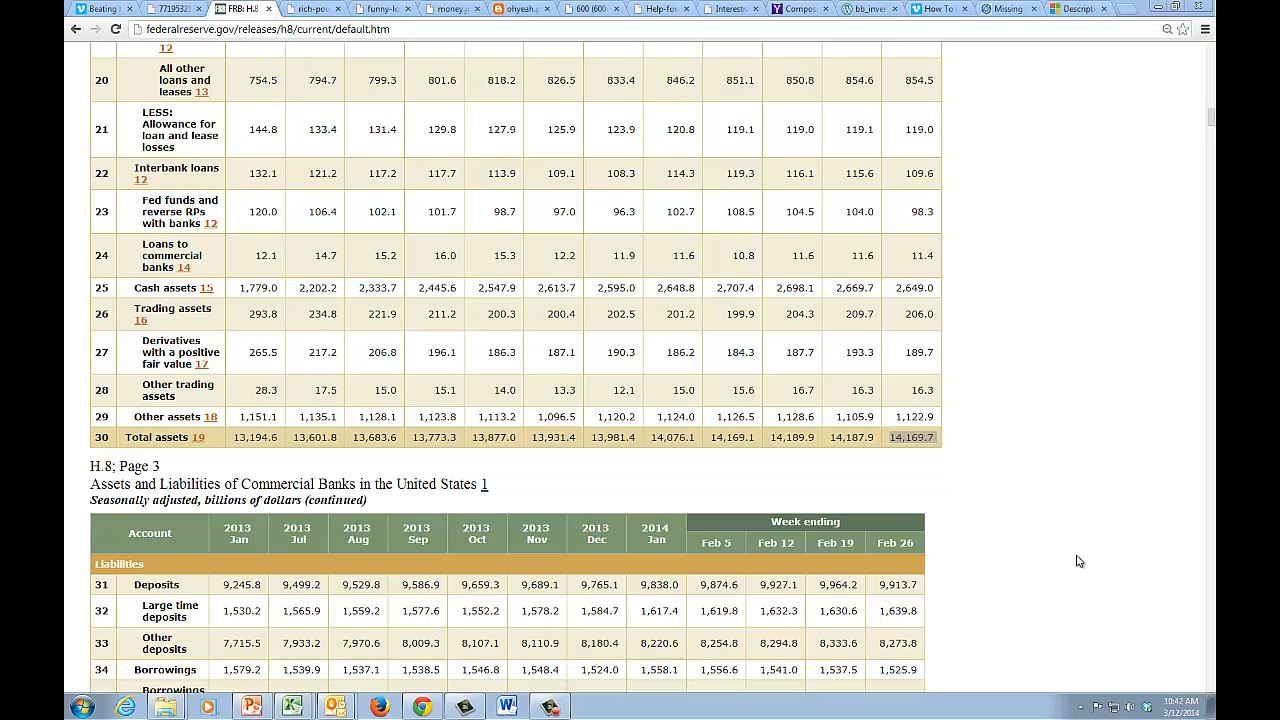 Beating I
77195321
FRB: H.8
rich-poo
funny-lo
money.jp
ohyeah.p
600 (600
Help-for
Interest
Compos
bb_inver
How To
Missing
Descript
federalreserve.gov/releases/h8/current/default.htm
12
20 All other loans and leases 13 754.5 794.7 799.3 801.6 818.2 826.5 833.4 846.2 851.1 850.8 854.6 854.5
21 LESS: Allowance for loan and lease losses 144.8 133.4 131.4 129.8 127.9 125.9 123.9 120.8 119.1 119.0 119.1 119.0
22 Interbank loans 12 132.1 121.2 117.2 117.7 113.9 109.1 108.3 114.3 119.3 116.1 115.6 109.6
23 Fed funds and reverse RPs with banks 12 120.0 106.4 102.1 101.7 98.7 97.0 96.3 102.7 108.5 104.5 104.0 98.3
24 Loans to commercial banks 14 12.1 14.7 15.2 16.0 15.3 12.2 11.9 11.6 10.8 11.6 11.6 11.4
25 Cash assets 15 1,779.0 2,202.2 2,333.7 2,445.6 2,547.9 2,613.7 2,595.0 2,648.8 2,707.4 2,698.1 2,669.7 2,649.0
26 Trading assets 16 293.8 234.8 221.9 211.2 200.3 200.4 202.5 201.2 199.9 204.3 209.7 206.0
27 Derivatives with a positive fair value 17 265.5 217.2 206.8 196.1 186.3 187.1 190.3 186.2 184.3 187.7 193.3 189.7
28 Other trading assets 28.3 17.5 15.0 15.1 14.0 13.3 12.1 15.0 15.6 16.7 16.3 16.3
29 Other assets 18 1,151.1 1,135.1 1,128.1 1,123.8 1,113.2 1,096.5 1,120.2 1,124.0 1,126.5 1,128.6 1,105.9 1,122.9
30 Total assets 19 13,194.6 13,601.8 13,683.6 13,773.3 13,877.0 13,931.4 13,981.4 14,076.1 14,169.1 14,189.9 14,187.9 14,169.7
H.8; Page 3
Assets and Liabilities of Commercial Banks in the United States 1
Seasonally adjusted, billions of dollars (continued)
Account 2013 Jan 2013 Jul 2013 Aug 2013 Sep 2013 Oct 2013 Nov 2013 Dec 2014 Jan Week ending
Feb 5 Feb 12 Feb 19 Feb 26
Liabilities
31 Deposits 9,245.8 9,499.2 9,529.8 9,586.9 9,659.3 9,689.1 9,765.1 9,838.0 9,874.6 9,927.1 9,964.2 9,913.7
32 Large time deposits 1,530.2 1,565.9 1,559.2 1,577.6 1,552.2 1,578.2 1,584.7 1,617.4 1,619.8 1,632.3 1,630.6 1,639.8
33 Other deposits 7,715.5 7,933.2 7,970.6 8,009.3 8,107.1 8,110.9 8,180.4 8,220.6 8,254.8 8,294.8 8,333.6 8,273.8
34 Borrowings 1,579.2 1,539.9 1,537.1 1,538.5 1,546.8 1,548.4 1,524.0 1,558.1 1,556.6 1,541.0 1,537.5 1,525.9
Borrowings
10:42 AM
3/12/2014